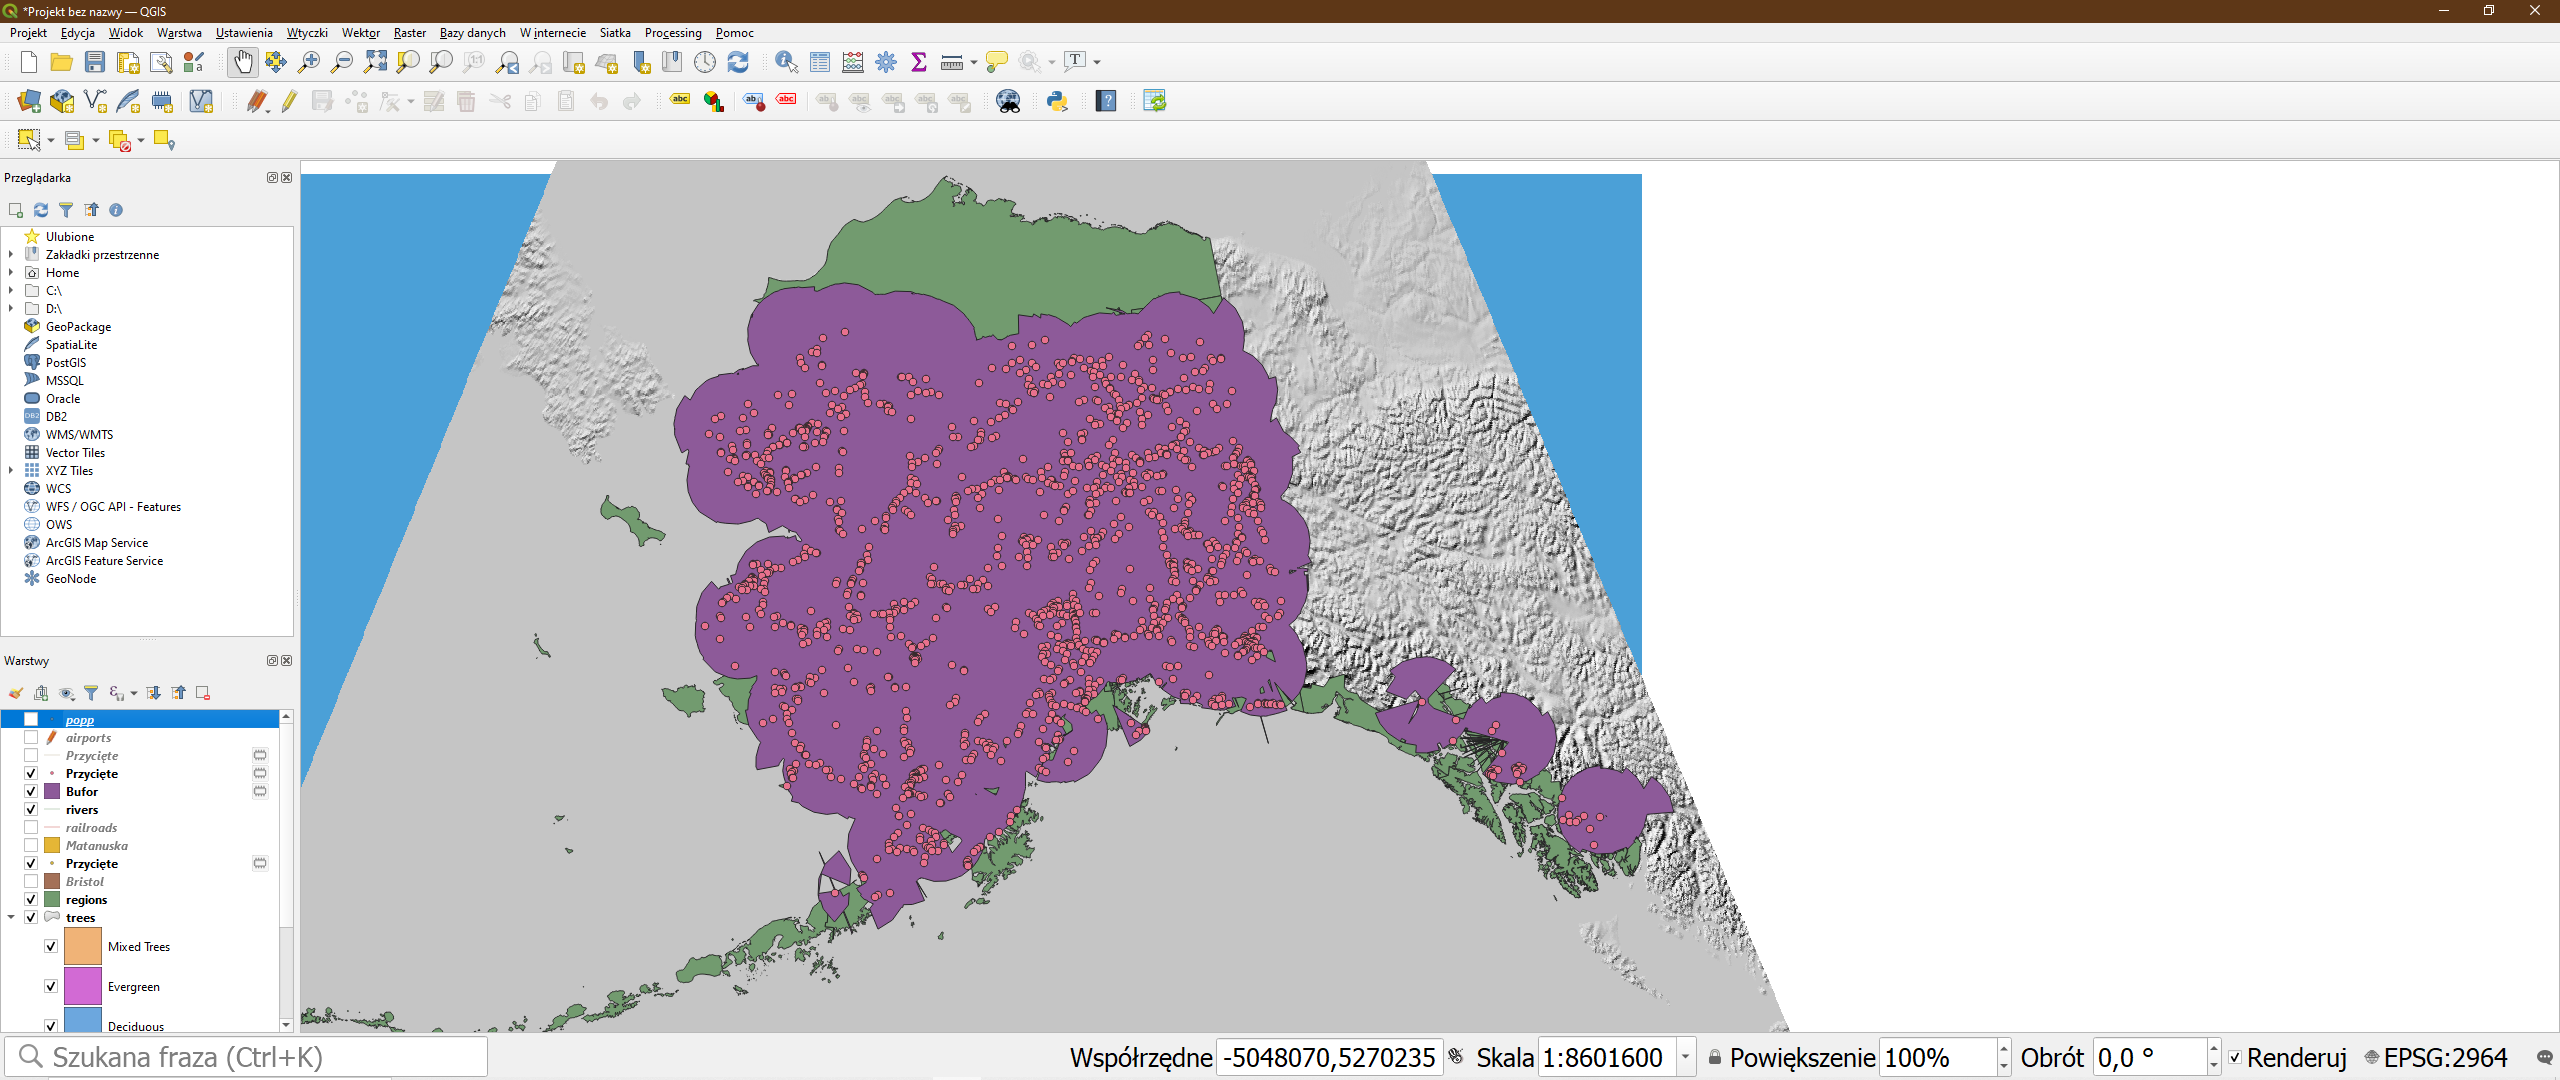 *Projekt bez nazwy — QGIS
Projekt Edycja Widok Warstwa Ustawienia Wtyczki Wektor Raster Bazy danych W internecie Siatka Processing Pomoc
Przeglądarka
Ulubione
Zakładki przestrzenne
Home
C:\
D:\
GeoPackage
SpatiaLite
PostGIS
MSSQL
Oracle
DB2
WMS/WMTS
Vector Tiles
XYZ Tiles
WCS
WFS / OGC API - Features
OWS
ArcGIS Map Service
ArcGIS Feature Service
GeoNode
Warstwy
popp
airports
Przycięte
Przycięte
Bufor
rivers
railroads
Matanuska
Przycięte
Bristol
regions
trees
Mixed Trees
Evergreen
Deciduous
Szukana fraza (Ctrl+K)
Współrzędne -5048070,5270235 Skala 1:8601600 Powiększenie 100% Obrót 0,0 ° Renderuj EPSG:2964